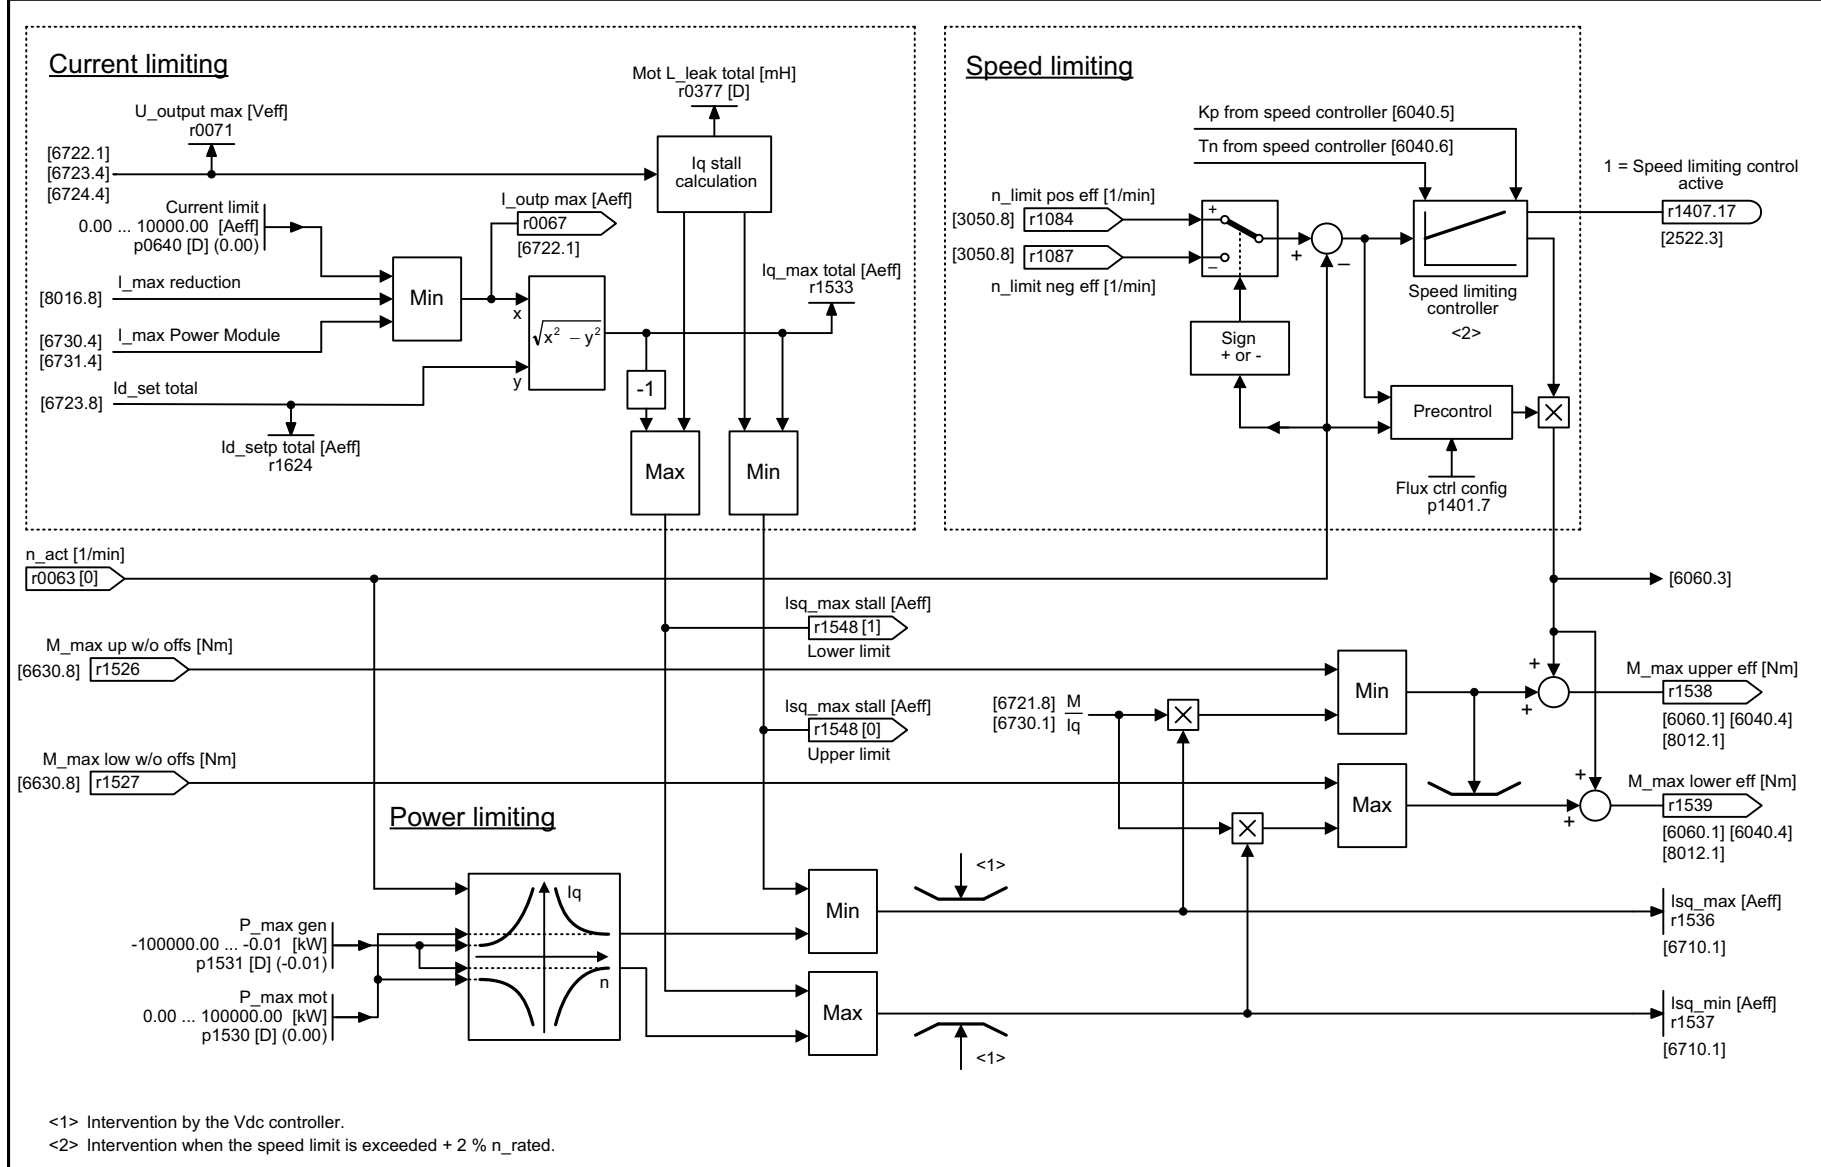 Current limiting
U_output max [Veff]
r0071
[6722.1]
[6723.4]
[6724.4]
Current limit
0.00 ... 10000.00 [Aeff]
p0640 [D] (0.00)
[8016.8]
I_max reduction
[6730.4]
[6731.4]
I_max Power Module
[6723.8]
Id_set total
Id_setp total [Aeff]
r1624
Min
x
y
√x² – y²
I_outp max [Aeff]
r0067
[6722.1]
Mot L_leak total [mH]
r0377 [D]
Iq stall
calculation
Iq_max total [Aeff]
r1533
-1
Max
Min
Speed limiting
Kp from speed controller [6040.5]
Tn from speed controller [6040.6]
n_limit pos eff [1/min]
[3050.8] r1084
[3050.8] r1087
n_limit neg eff [1/min]
+
–
Sign
+ or -
+
–
Speed limiting
controller
<2>
Precontrol
Flux ctrl config
p1401.7
1 = Speed limiting control
active
r1407.17
[2522.3]
n_act [1/min]
r0063 [0]
[6060.3]
M_max up w/o offs [Nm]
[6630.8] r1526
Isq_max stall [Aeff]
r1548 [1]
Lower limit
Isq_max stall [Aeff]
r1548 [0]
Upper limit
M_max low w/o offs [Nm]
[6630.8] r1527
[6721.8] M
[6730.1] Iq
Min
Max
+
+
M_max upper eff [Nm]
r1538
[6060.1] [6040.4]
[8012.1]
+
+
M_max lower eff [Nm]
r1539
[6060.1] [6040.4]
[8012.1]
Power limiting
P_max gen
-100000.00 ... -0.01 [kW]
p1531 [D] (-0.01)
P_max mot
0.00 ... 100000.00 [kW]
p1530 [D] (0.00)
Iq
n
Min
Max
<1>
<1>
Isq_max [Aeff]
r1536
[6710.1]
Isq_min [Aeff]
r1537
[6710.1]
<1> Intervention by the Vdc controller.
<2> Intervention when the speed limit is exceeded + 2 % n_rated.